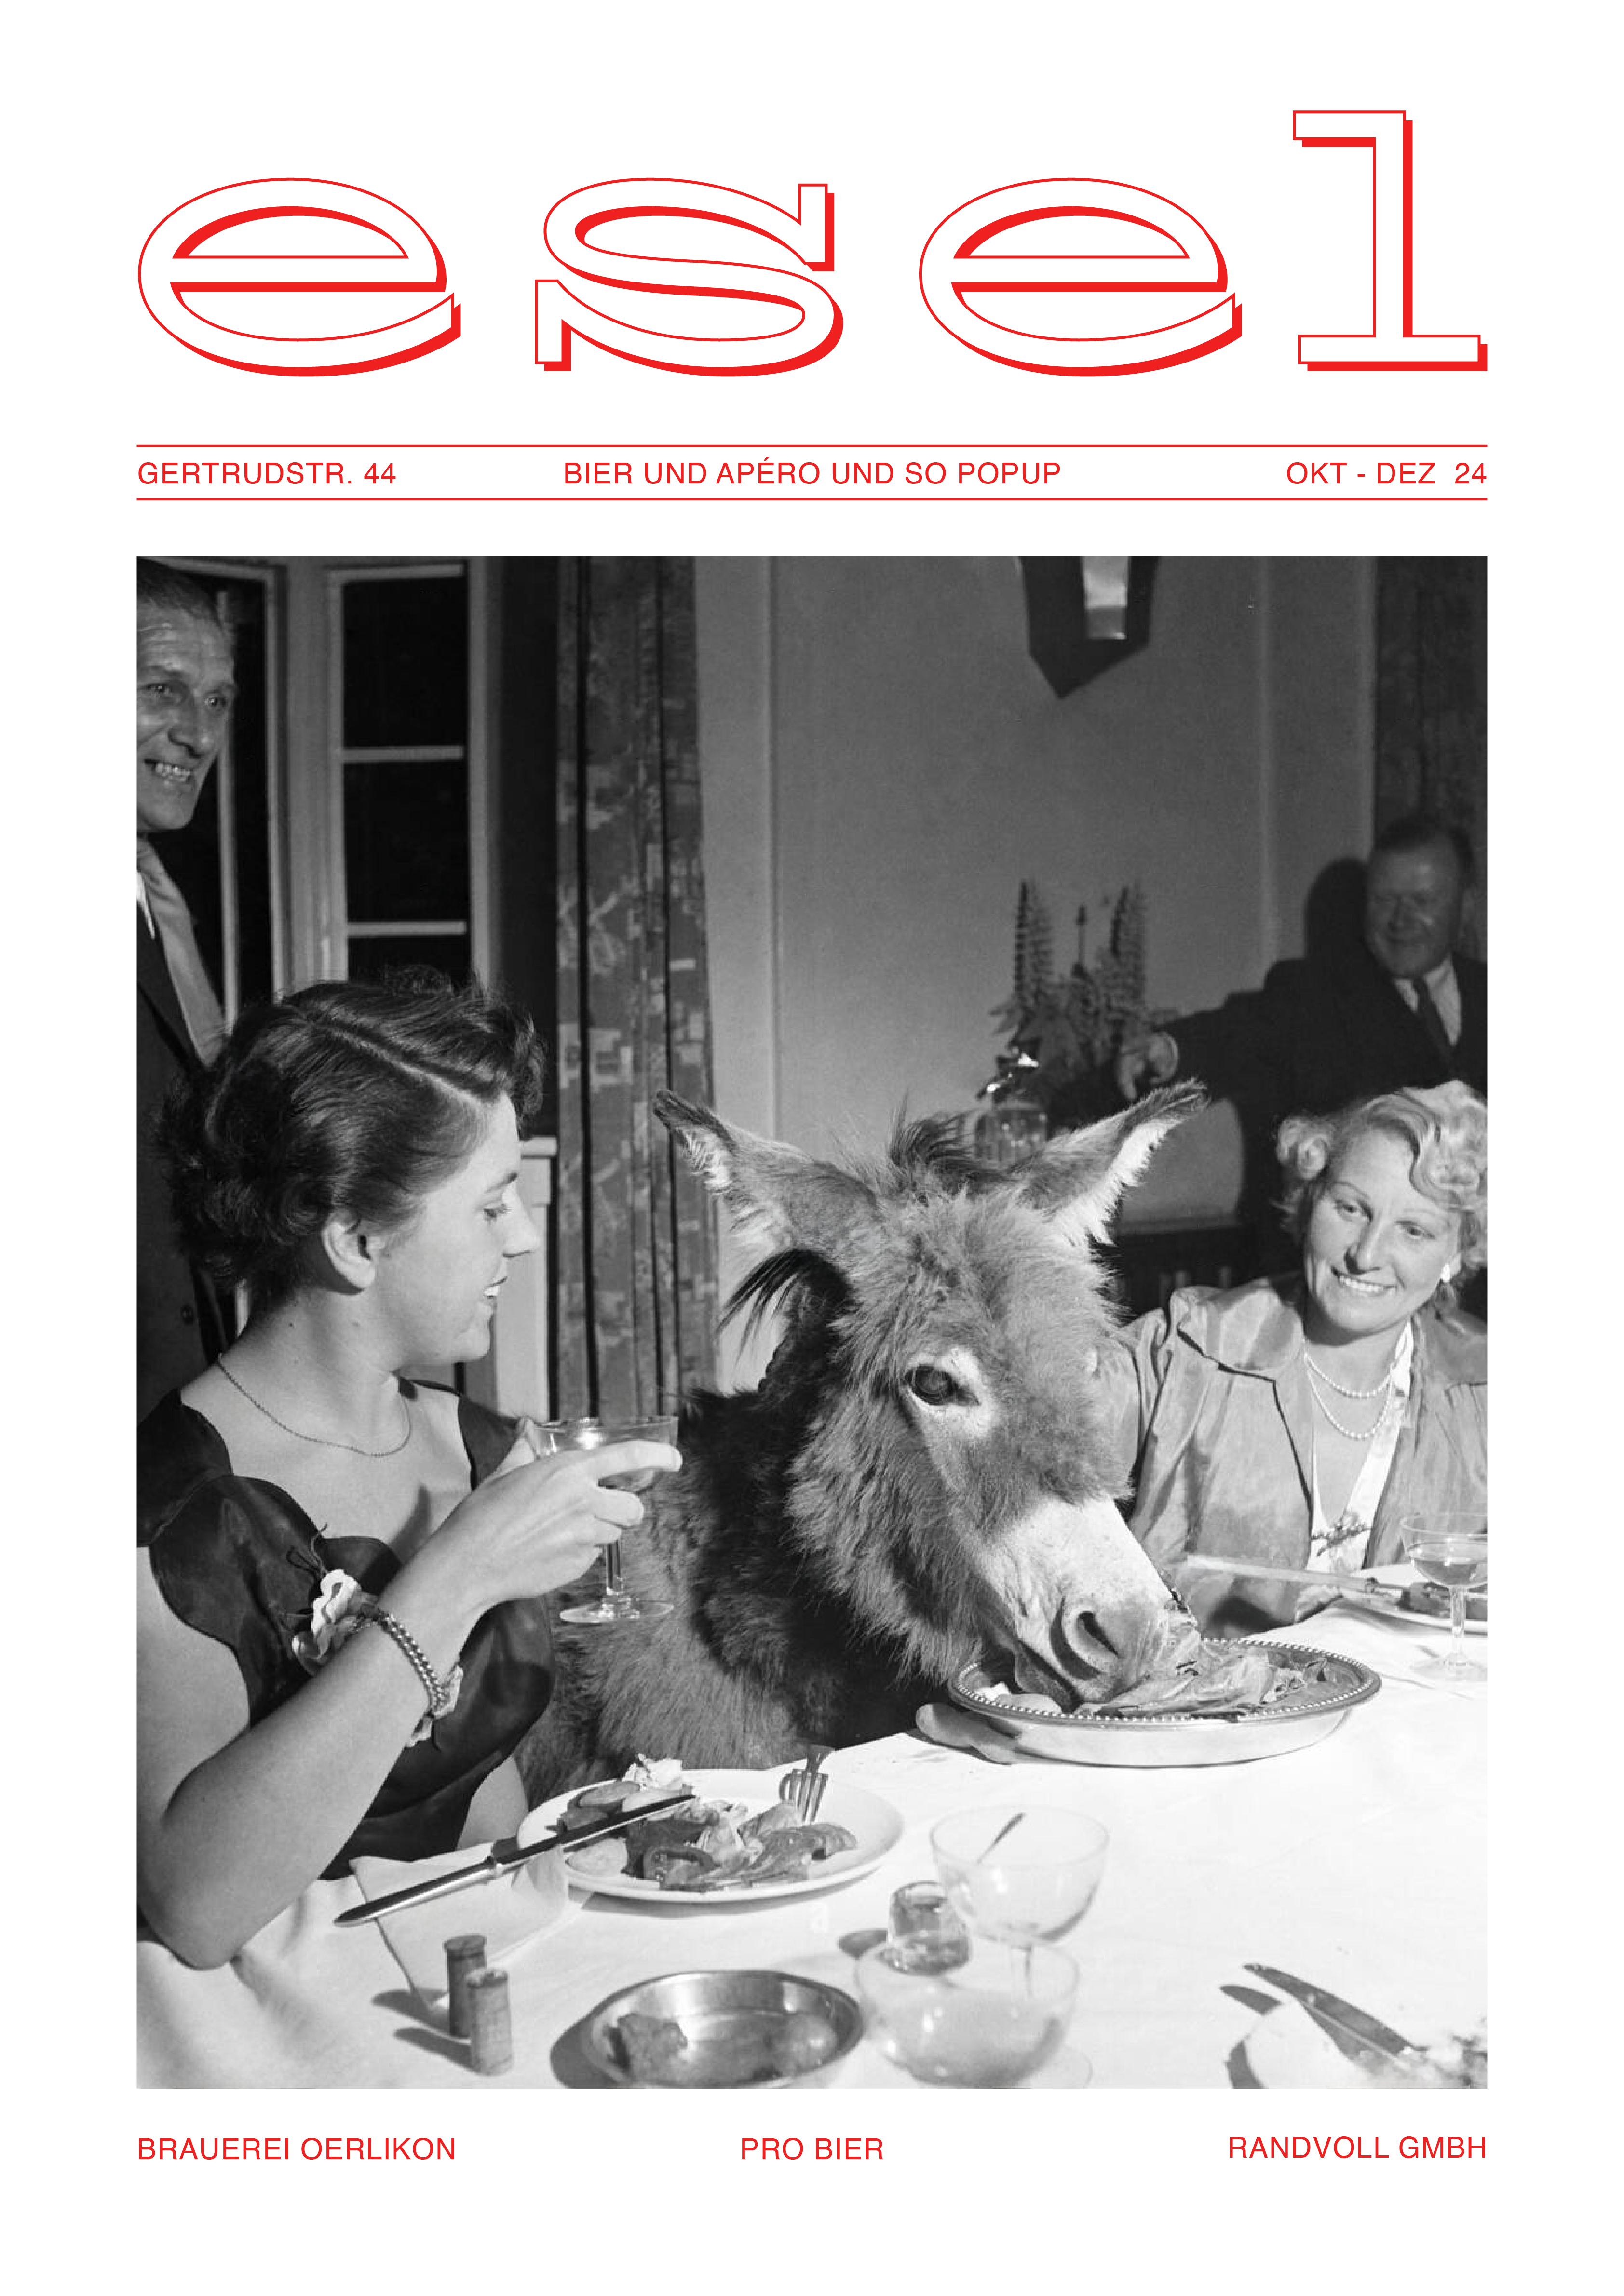 esel
GERTRUDSTR. 44 BIER UND APÉRO UND SO POPUP OKT - DEZ 24
BRAUEREI OERLIKON PRO BIER RANDVOLL GMBH